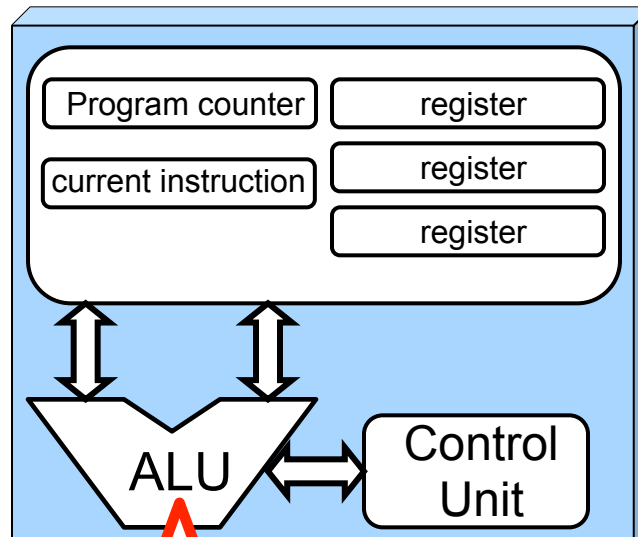 Program counter
current instruction
register
register
register
ALU
Control
Unit